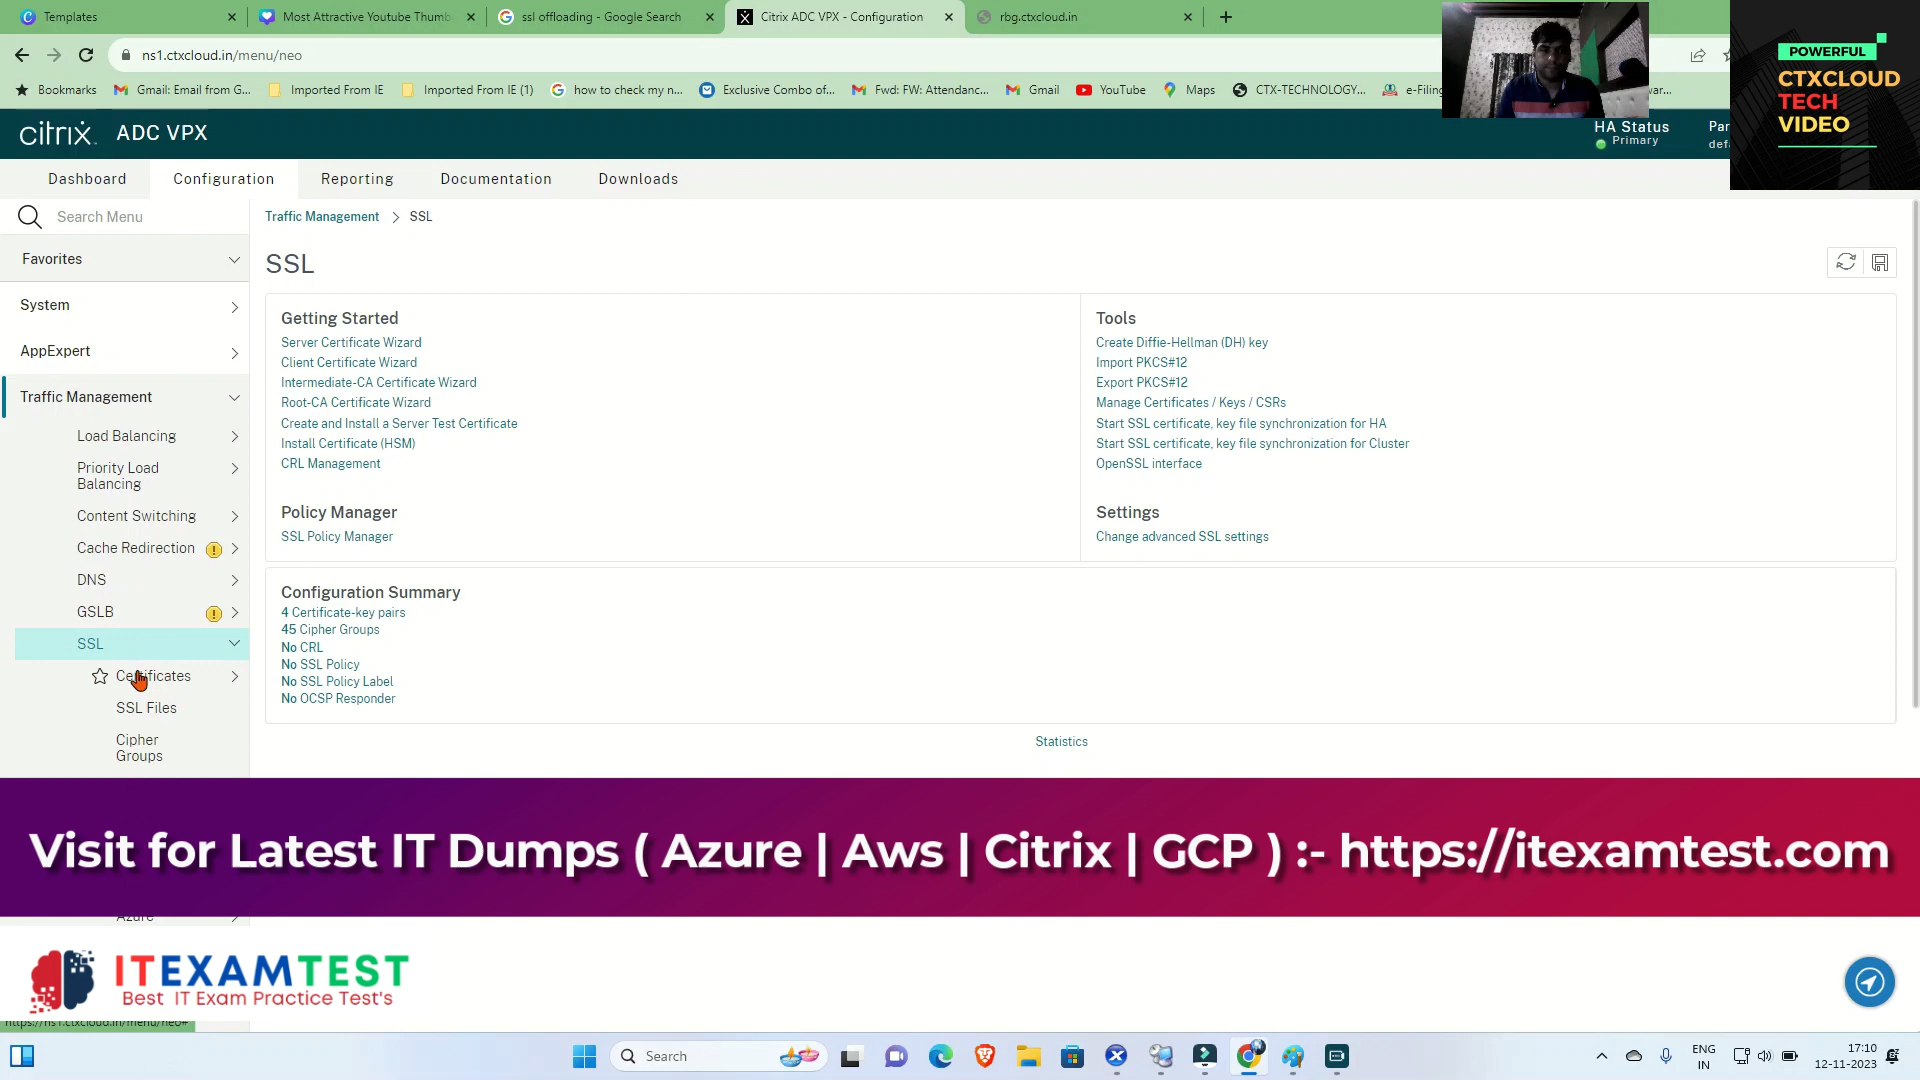 Templates
Most Attractive Youtube Thumb
ssl offloading - Google Search
Citrix ADC VPX - Configuration
rbg.ctxcloud.in
ns1.ctxcloud.in/menu/neo
Bookmarks
Gmail: Email from G...
Imported From IE
Imported From IE (1)
how to check my n...
Exclusive Combo of...
Fwd: FW: Attendanc...
Gmail
YouTube
Maps
CTX-TECHNOLOGY...
e-Filing
POWERFUL
CTXCLOUD
TECH
VIDEO
citrix ADC VPX
HA Status
Primary
Par
def
Dashboard
Configuration
Reporting
Documentation
Downloads
Search Menu
Favorites
System
AppExpert
Traffic Management
Load Balancing
Priority Load
Balancing
Content Switching
Cache Redirection
DNS
GSLB
SSL
Certificates
SSL Files
Cipher
Groups
Azure
Traffic Management > SSL
SSL
Getting Started
Server Certificate Wizard
Client Certificate Wizard
Intermediate-CA Certificate Wizard
Root-CA Certificate Wizard
Create and Install a Server Test Certificate
Install Certificate (HSM)
CRL Management
Policy Manager
SSL Policy Manager
Tools
Create Diffie-Hellman (DH) key
Import PKCS#12
Export PKCS#12
Manage Certificates / Keys / CSRs
Start SSL certificate, key file synchronization for HA
Start SSL certificate, key file synchronization for Cluster
OpenSSL interface
Settings
Change advanced SSL settings
Configuration Summary
4 Certificate-key pairs
45 Cipher Groups
No CRL
No SSL Policy
No SSL Policy Label
No OCSP Responder
Statistics
Visit for Latest IT Dumps ( Azure | Aws | Citrix | GCP ) :- https://itexamtest.com
ITEXAMTEST
Best IT Exam Practice Test's
https://ns1.ctxcloud.in/menu/neo#
Search
ENG
IN
17:10
12-11-2023